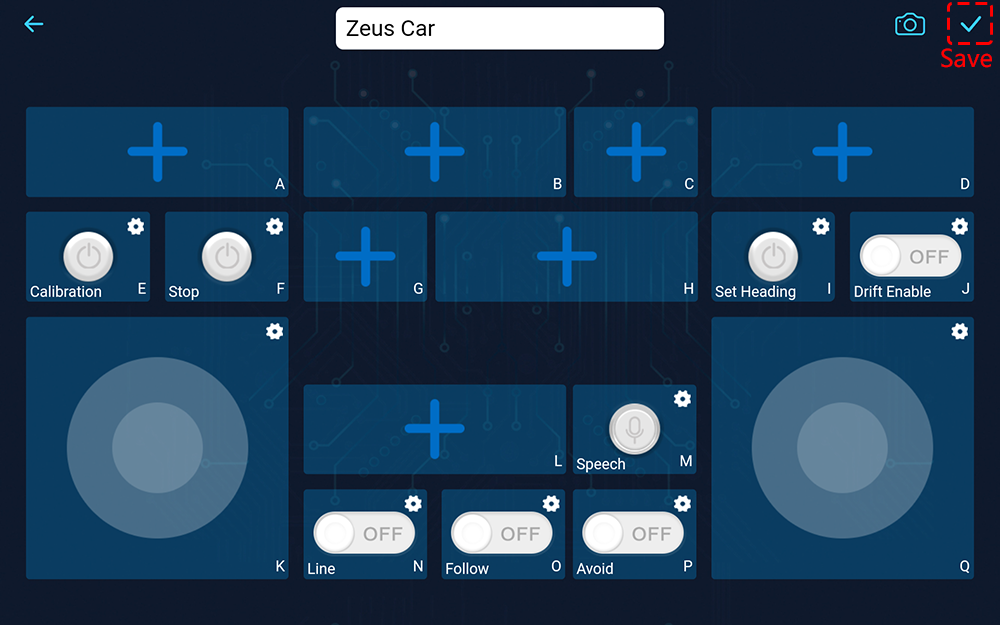 Zeus Car
Save
A
B
C
D
Calibration E
Stop F
G
H
Set Heading I
OFF
Drift Enable J
K
L
Speech M
OFF
Line N
OFF
Follow O
OFF
Avoid P
Q